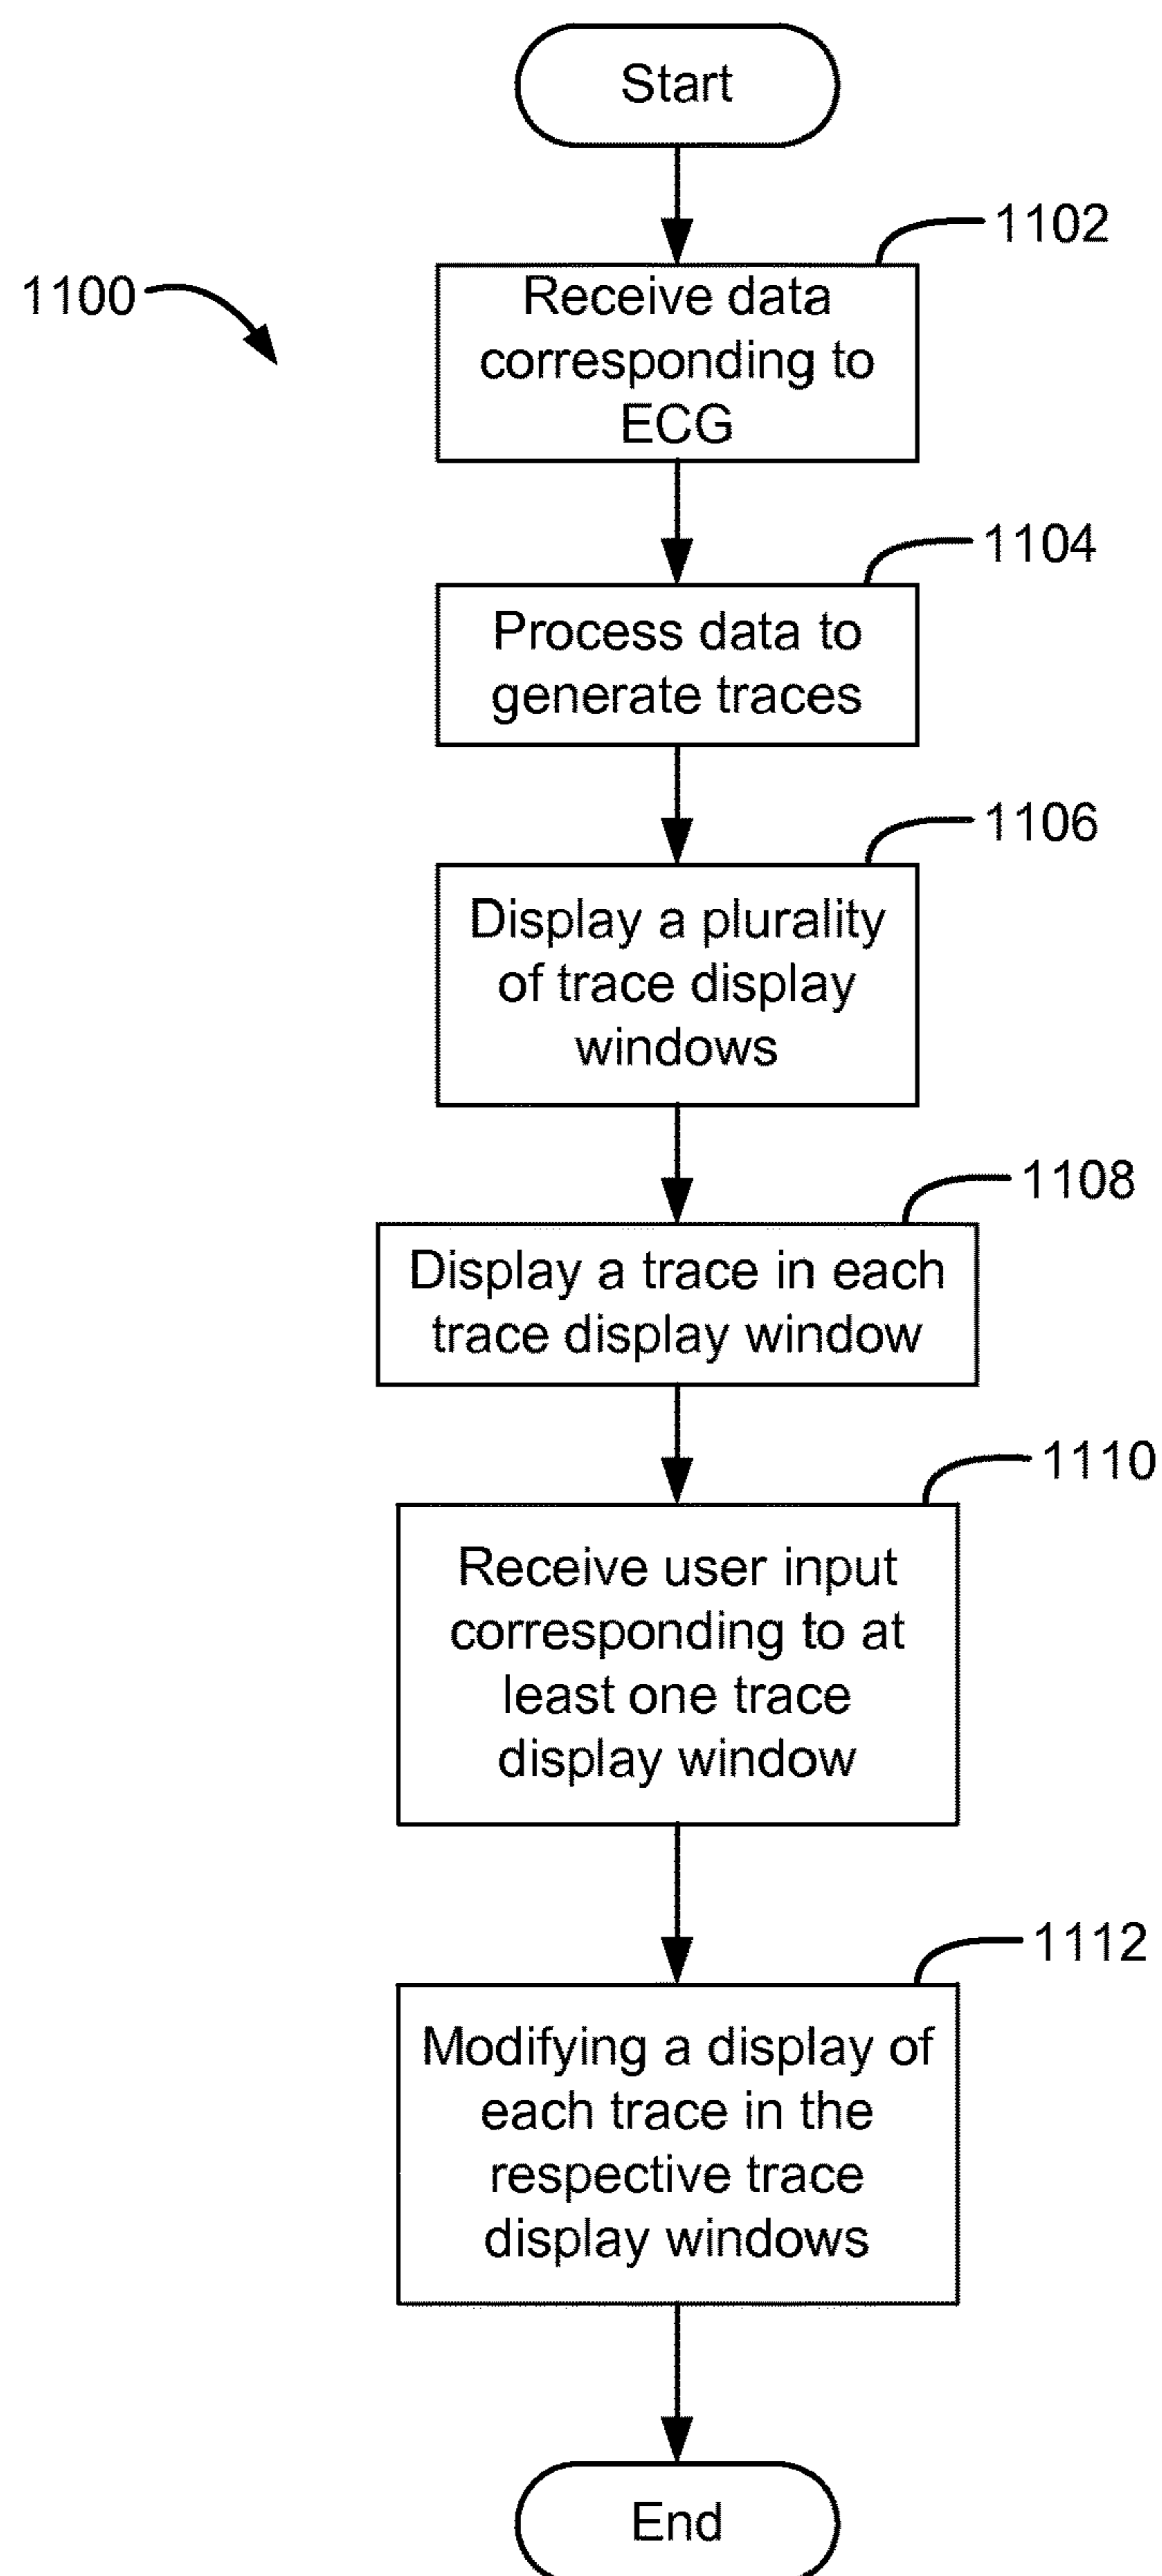 Start
1102
1100
Receive data
corresponding to
ECG
1104
Process data to
generate traces
1106
Display a plurality
of trace display
windows
1108
Display a trace in each
trace display window
1110
Receive user input
corresponding to at
least one trace
display window
1112
Modifying a display of
each trace in the
respective trace
display windows
End